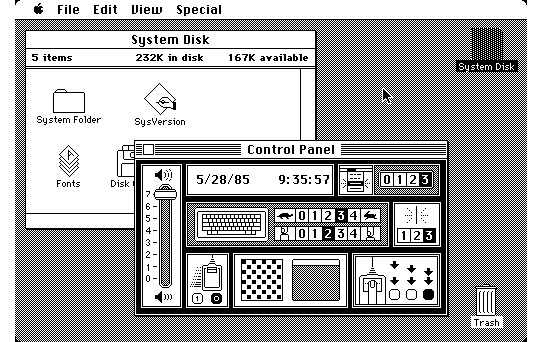 File Edit View Special
System Disk
5 items 232K in disk 167K available
System Disk
System Folder
SysVersion
Fonts
Disk
Control Panel
5/28/85 9:35:57
0 1 2 3
7
6
5
4
3
2
1
0
0 1 2 3 4
0 1 2 3 4
1 2 3
1 0
Trash